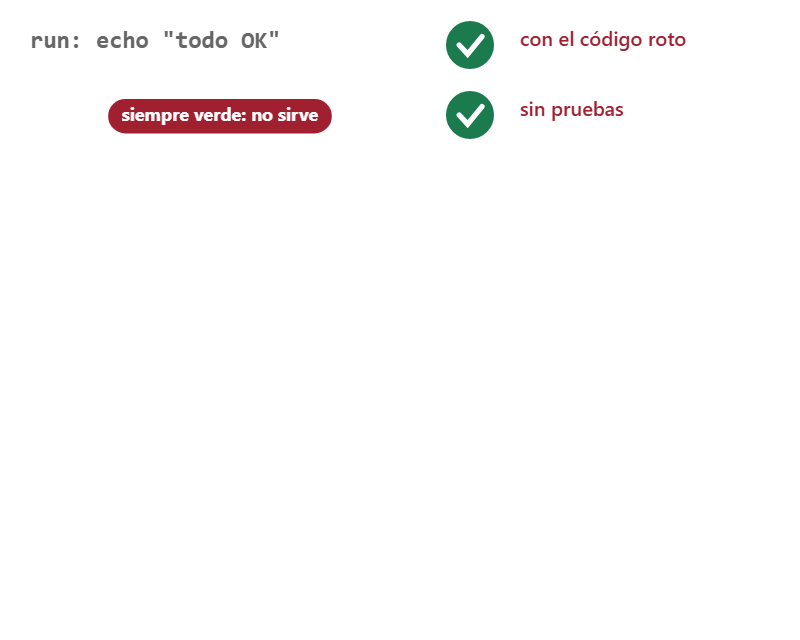 run: echo "todo OK"
con el código roto
siempre verde: no sirve
sin pruebas